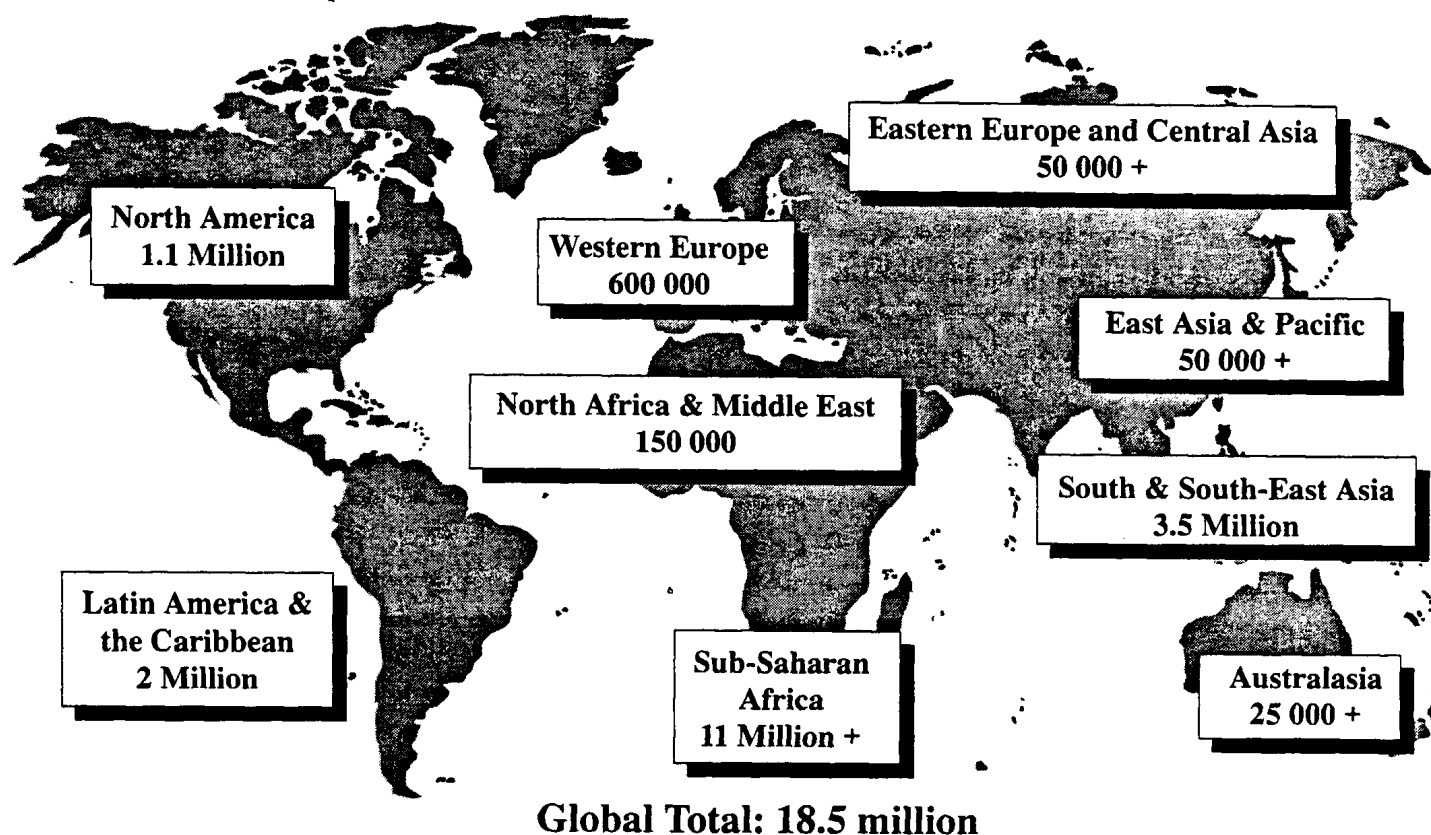 Eastern Europe and Central Asia
50 000 +
North America
1.1 Million
Western Europe
600 000
East Asia & Pacific
50 000 +
North Africa & Middle East
150 000
South & South-East Asia
3.5 Million
Latin America &
the Caribbean
2 Million
Sub-Saharan
Africa
11 Million +
Australasia
25 000 +
Global Total: 18.5 million